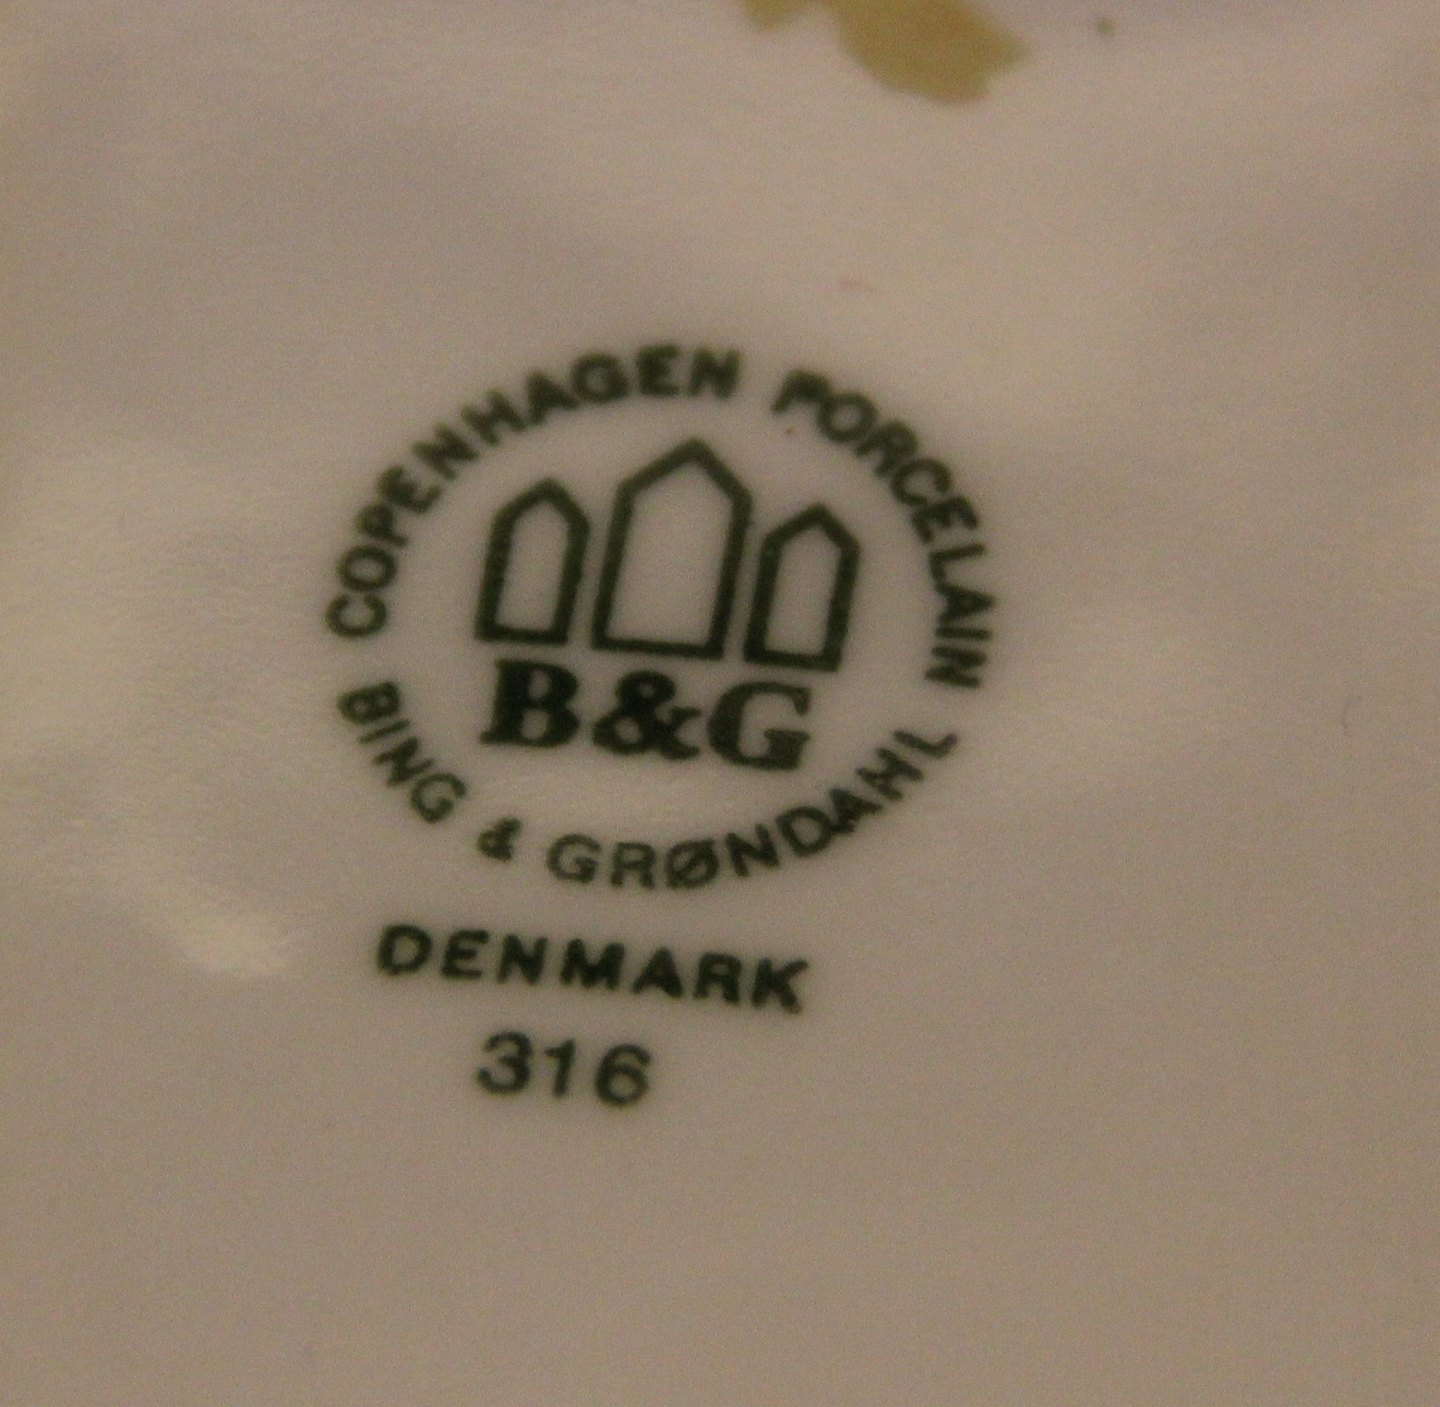 COPENHAGEN PORCELAIN
B&G
BING & GRØNDAHL
DENMARK
316